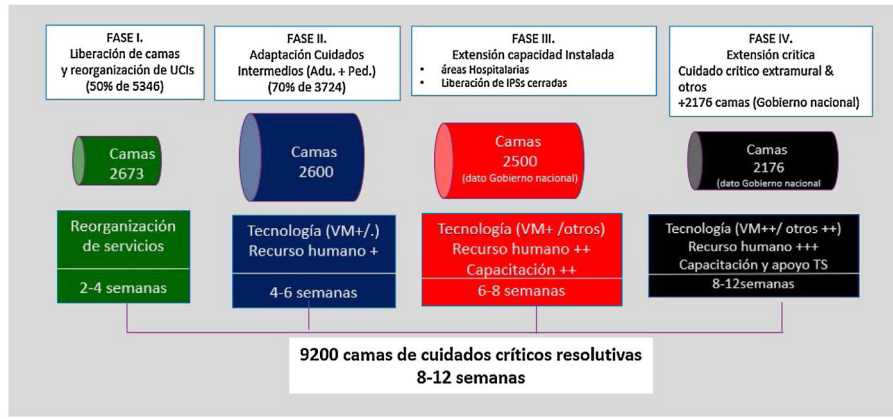 FASE I.
Liberación de camas
y reorganización de UCIs
(50% de 5346)
FASE II.
Adaptación Cuidados
Intermedios (Adu. + Ped.)
(70% de 3724)
FASE III.
Extensión capacidad Instalada
• áreas Hospitalarias
• Liberación de IPSs cerradas
FASE IV.
Extensión critica
Cuidado critico extramural &
otros
+2176 camas (Gobierno nacional)
Camas
2673
Camas
2600
Camas
2500
(dato Gobierno nacional)
Camas
2176
(dato Gobierno nacional
Reorganización
de servicios
2-4 semanas
Tecnología (VM+/.)
Recurso humano +
4-6 semanas
Tecnología (VM+ /otros)
Recurso humano ++
Capacitación ++
6-8 semanas
Tecnología (VM++/ otros ++)
Recurso humano +++
Capacitación y apoyo TS
8-12semanas
9200 camas de cuidados críticos resolutivas
8-12 semanas